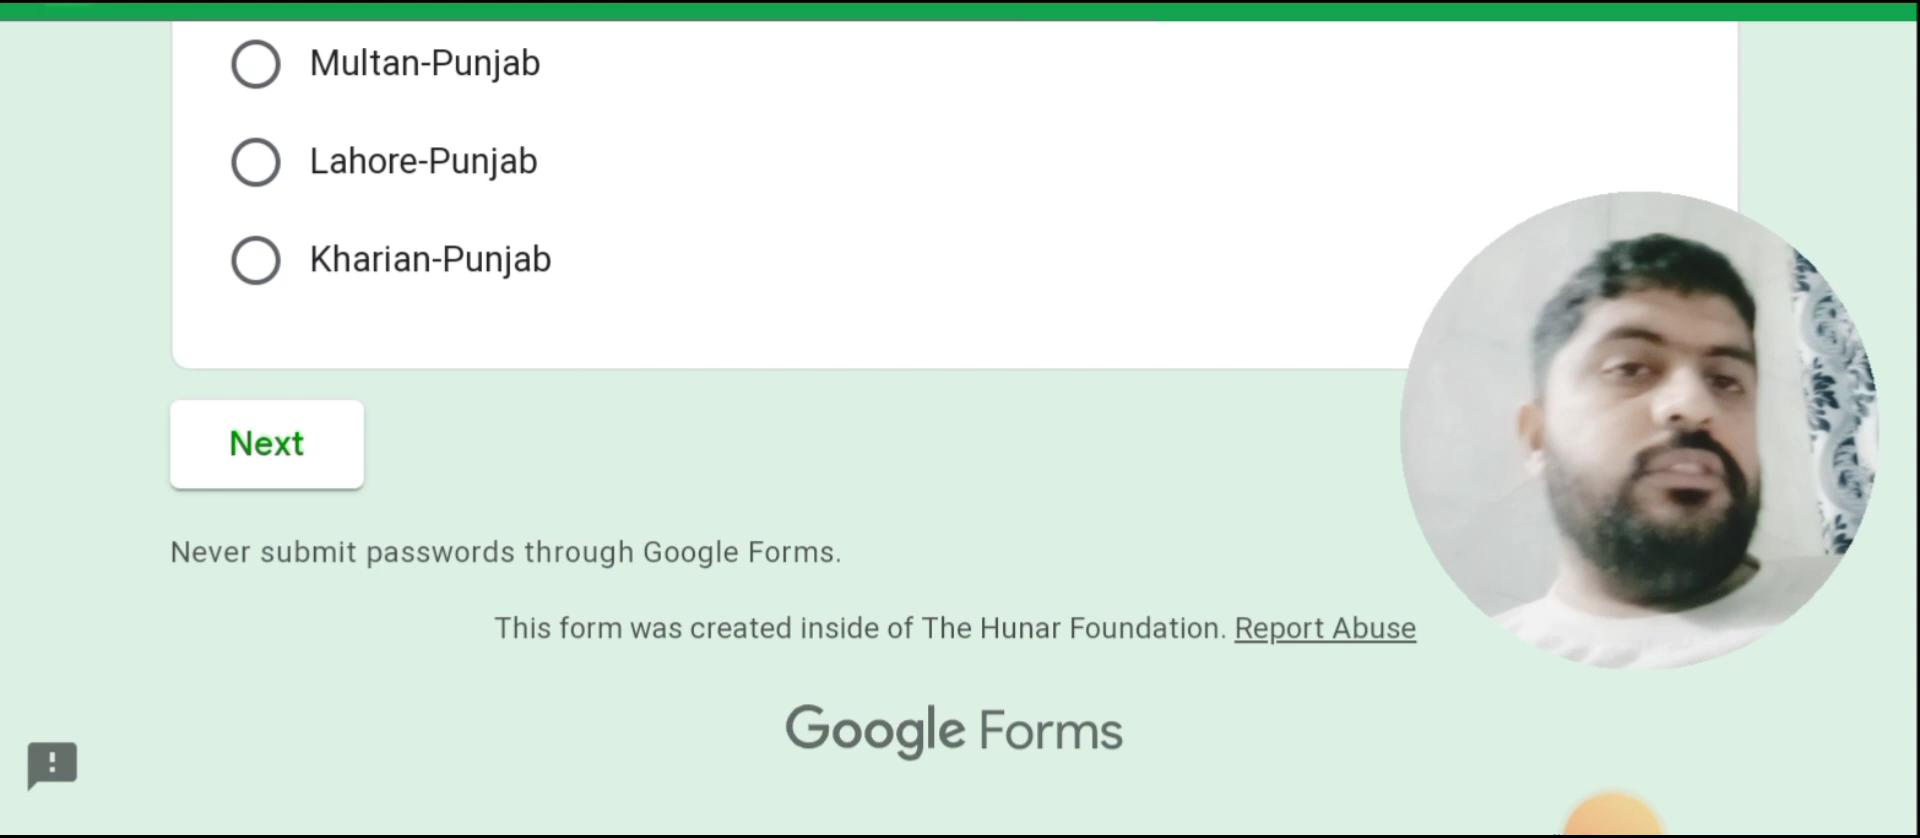 Multan-Punjab
Lahore-Punjab
Kharian-Punjab
Next
Never submit passwords through Google Forms.
This form was created inside of The Hunar Foundation. Report Abuse
Google Forms